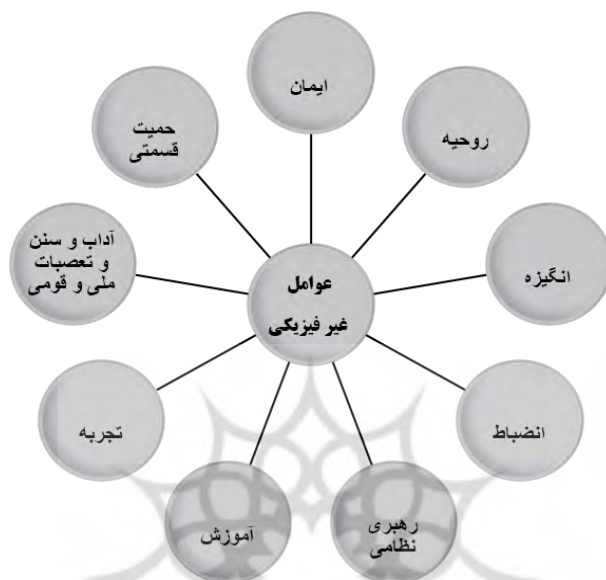 ایمان
روحیه
انگیزه
انضباط
رهبری
نظامی
آموزش
تجربه
آداب و سنن
و تعصبات
ملی و قومی
حمیت
قسمتی
عوامل
غیر فیزیکی